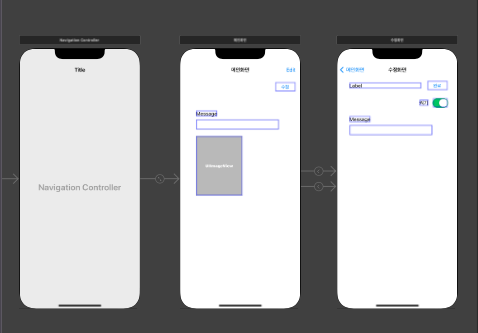 Navigation Controller
메인화면
수정화면
Title
메인화면
Edit
메인화면
수정화면
수정
Label
완료
켜기
Message
Message
UIImageView
Navigation Controller